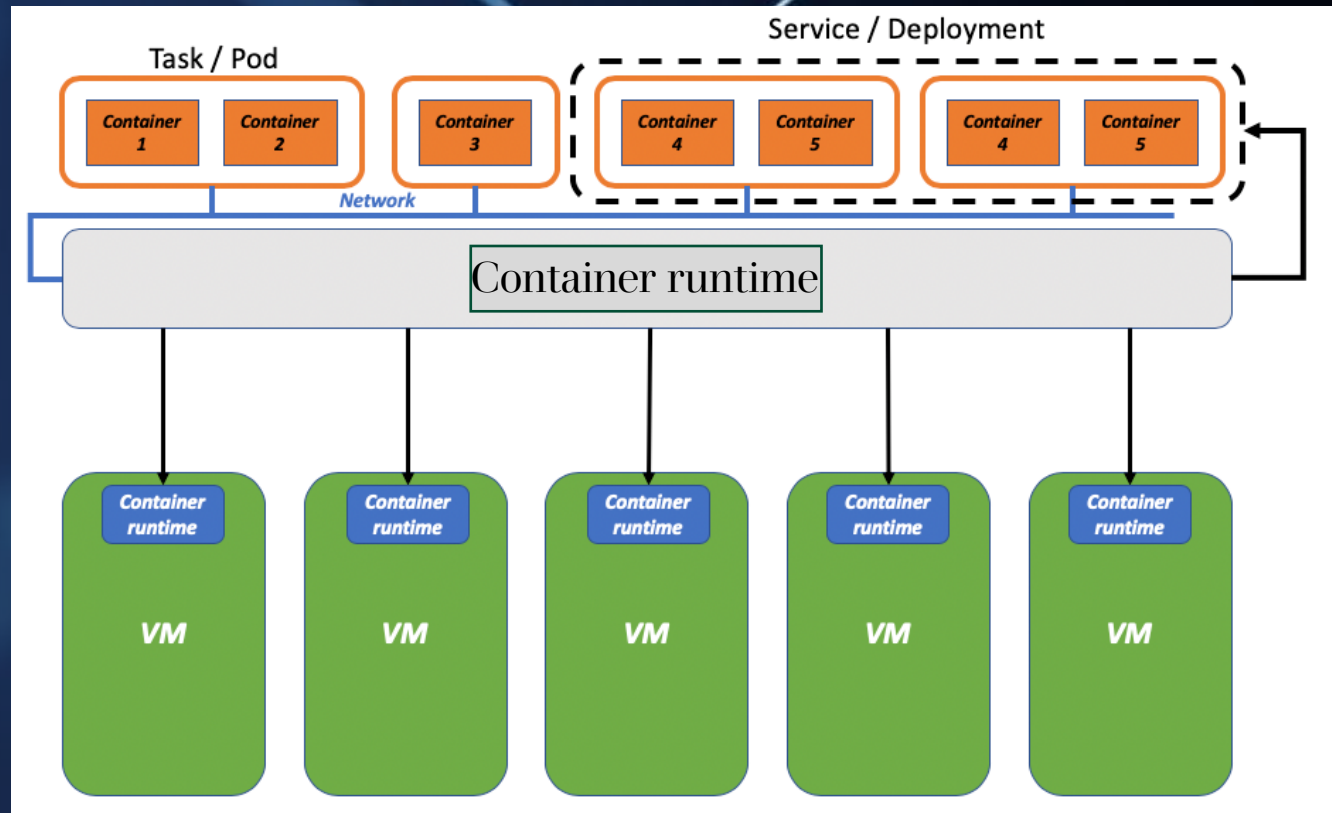 Service / Deployment
Task / Pod
Container
1
Container
2
Container
3
Container
4
Container
5
Container
4
Container
5
Network
Container runtime
Container
runtime
Container
runtime
Container
runtime
Container
runtime
Container
runtime
VM
VM
VM
VM
VM